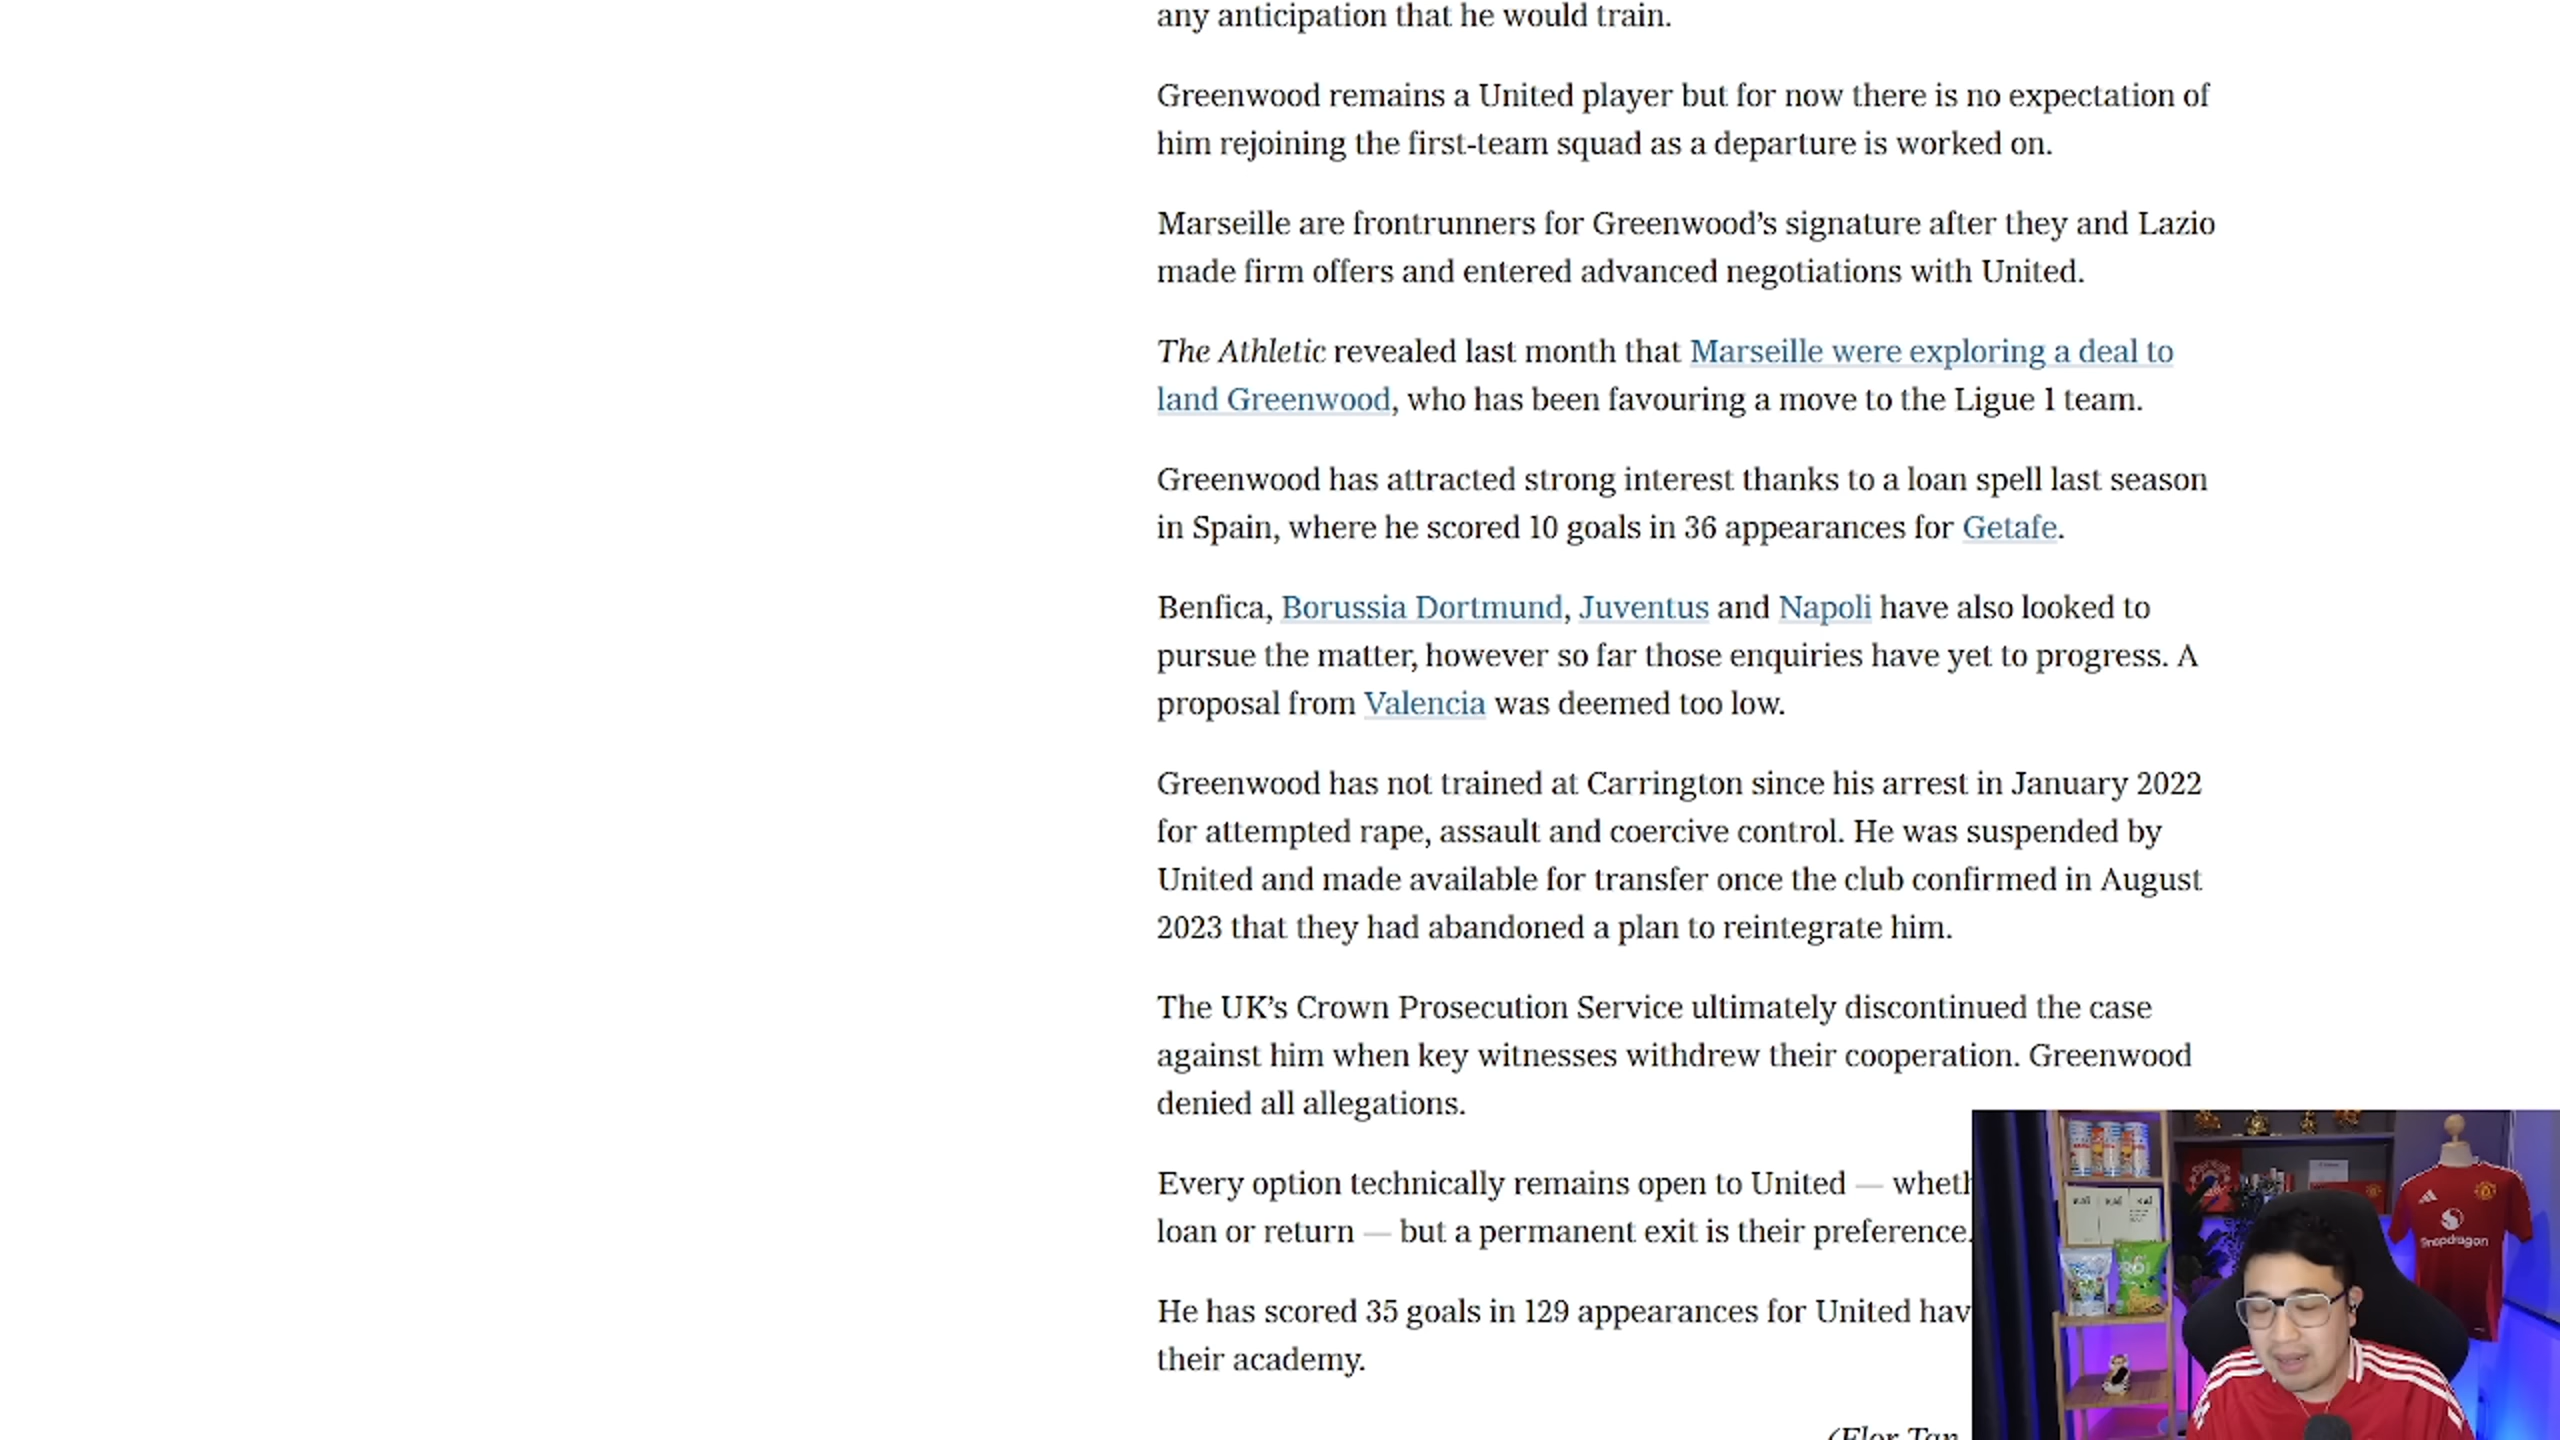 any anticipation that he would train.
Greenwood remains a United player but for now there is no expectation of
him rejoining the first-team squad as a departure is worked on.
Marseille are frontrunners for Greenwood’s signature after they and Lazio
made firm offers and entered advanced negotiations with United.
The Athletic revealed last month that Marseille were exploring a deal to
land Greenwood, who has been favouring a move to the Ligue 1 team.
Greenwood has attracted strong interest thanks to a loan spell last season
in Spain, where he scored 10 goals in 36 appearances for Getafe.
Benfica, Borussia Dortmund, Juventus and Napoli have also looked to
pursue the matter, however so far those enquiries have yet to progress. A
proposal from Valencia was deemed too low.
Greenwood has not trained at Carrington since his arrest in January 2022
for attempted rape, assault and coercive control. He was suspended by
United and made available for transfer once the club confirmed in August
2023 that they had abandoned a plan to reintegrate him.
The UK’s Crown Prosecution Service ultimately discontinued the case
against him when key witnesses withdrew their cooperation. Greenwood
denied all allegations.
Every option technically remains open to United — wheth
loan or return — but a permanent exit is their preference.
He has scored 35 goals in 129 appearances for United hav
their academy.
Snapdragon